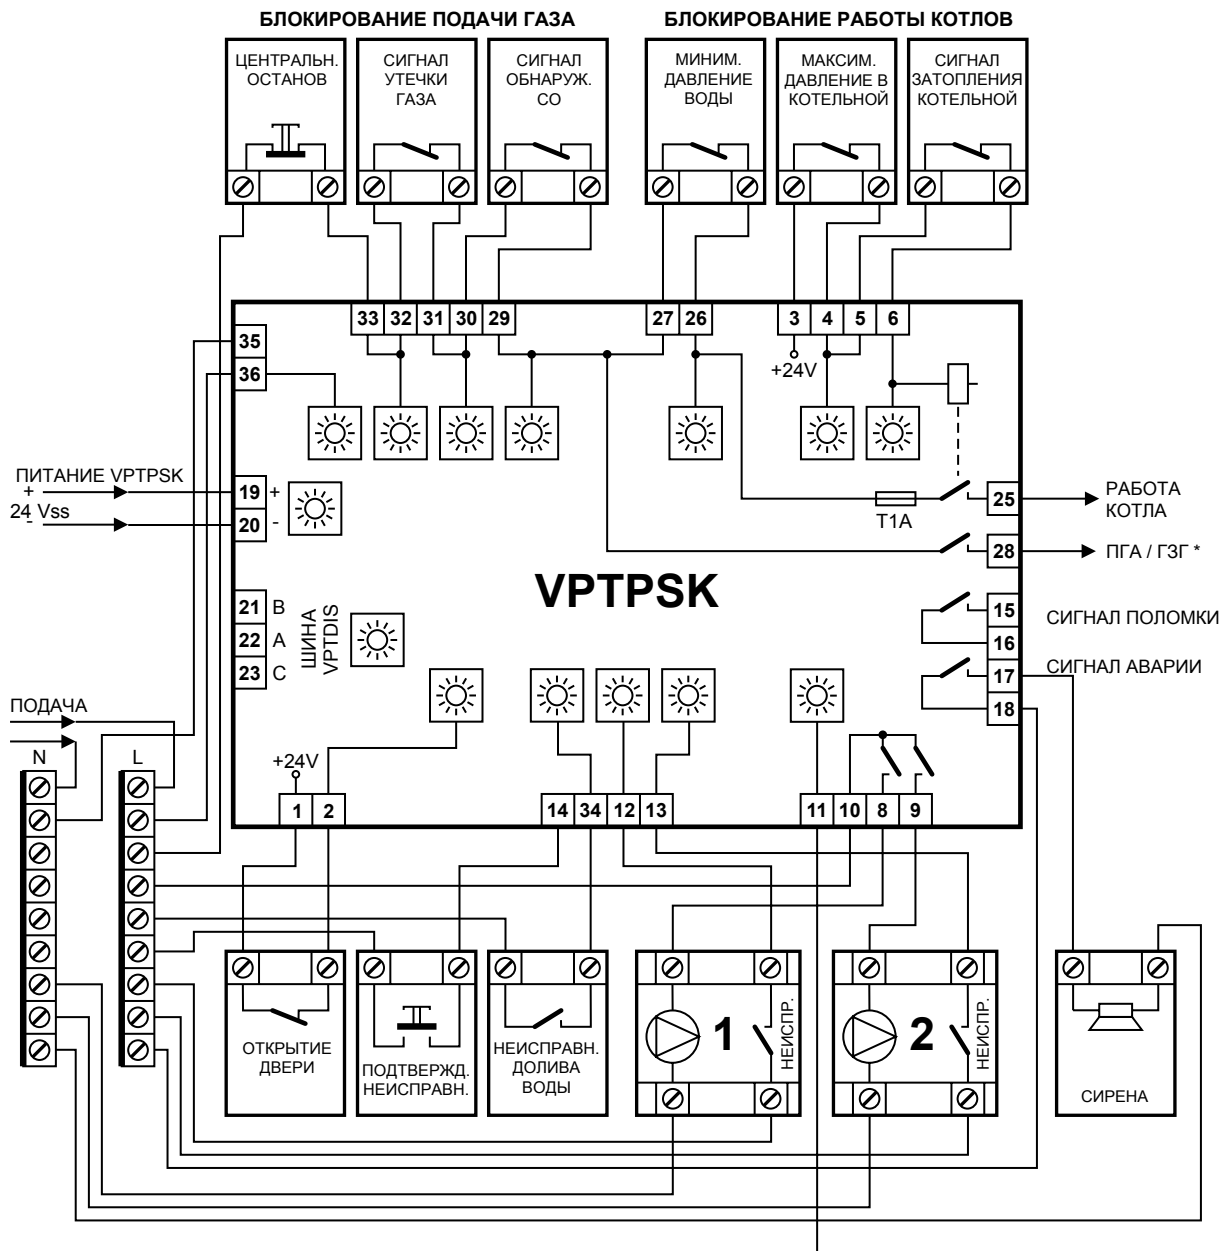 БЛОКИРОВАНИЕ ПОДАЧИ ГАЗА
БЛОКИРОВАНИЕ РАБОТЫ КОТЛОВ
ЦЕНТРАЛЬН.
ОСТАНОВ
СИГНАЛ
УТЕЧКИ
ГАЗА
СИГНАЛ
ОБНАРУЖ.
CO
МИНИМ.
ДАВЛЕНИЕ
ВОДЫ
МАКСИМ.
ДАВЛЕНИЕ В
КОТЕЛЬНОЙ
СИГНАЛ
ЗАТОПЛЕНИЯ
КОТЕЛЬНОЙ
33 32 31 30 29
27 26
3 4 5 6
+24V
35
36
ПИТАНИЕ VPTPSK
+
24 Vss
-
19 +
20 -
T1A
25
РАБОТА
КОТЛА
28
ПГА / ГЗГ *
VPTPSK
21 B
22 A
23 C
ШИНА
VPTDIS
15
16
СИГНАЛ ПОЛОМКИ
17
18
СИГНАЛ АВАРИИ
ПОДАЧА
N
L
+24V
1 2
14 34 12 13
11 10 8 9
ОТКРЫТИЕ
ДВЕРИ
ПОДТВЕРЖД.
НЕИСПРАВН.
НЕИСПРАВН.
ДОЛИВА
ВОДЫ
1
НЕИСПР.
2
НЕИСПР.
СИРЕНА